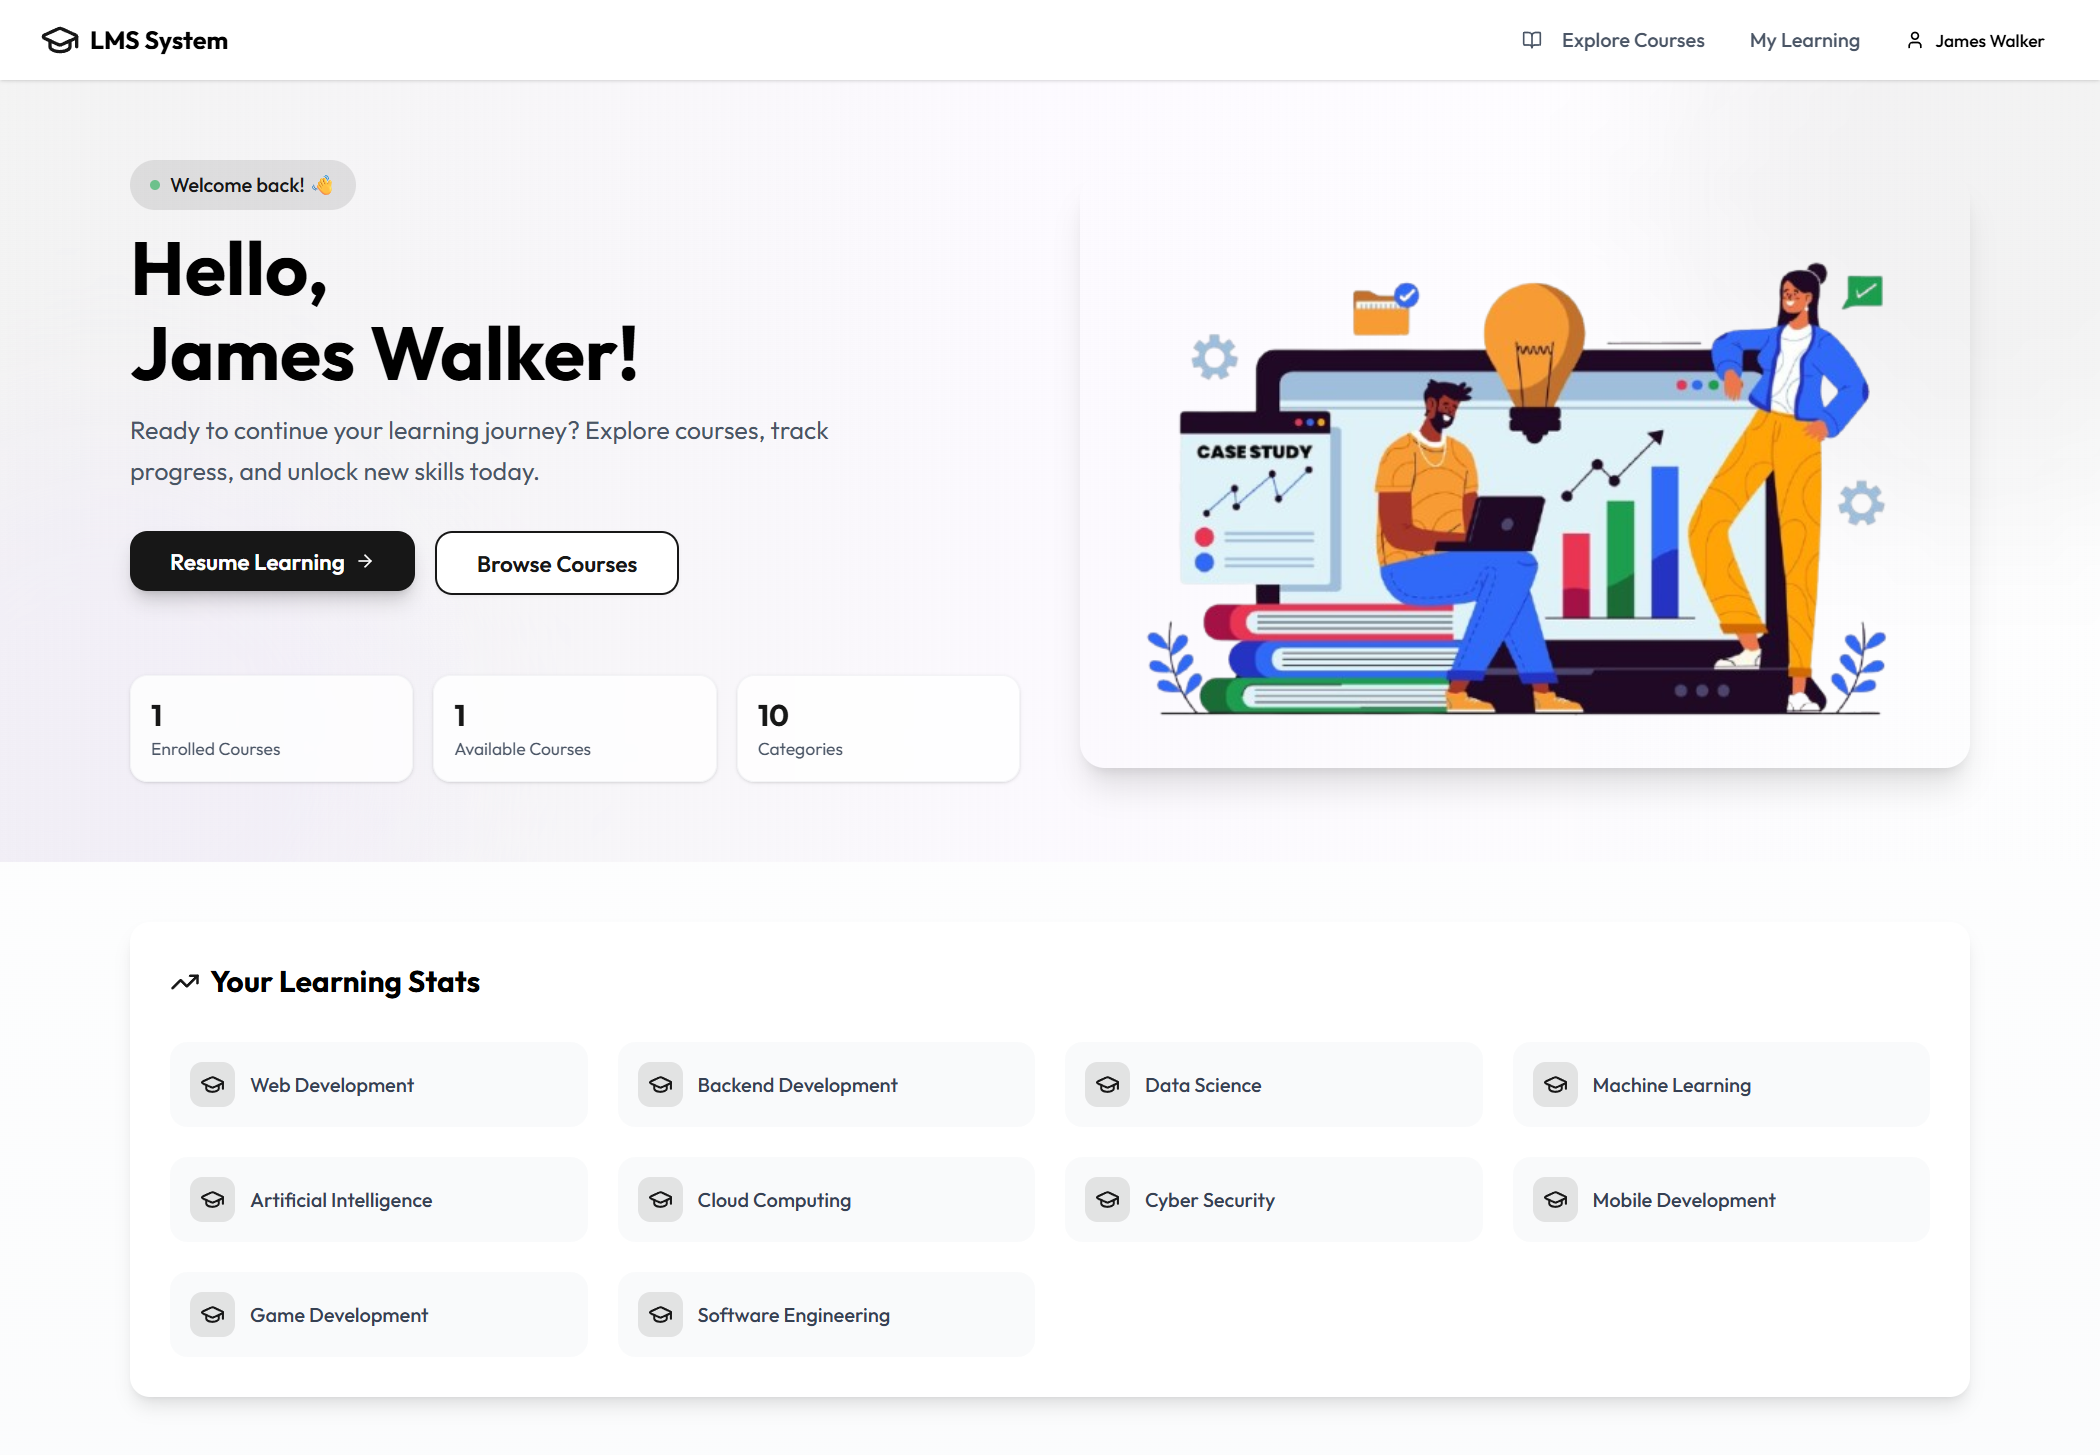 LMS System
Explore Courses
My Learning
James Walker
Welcome back! 👋
Hello,
James Walker!
Ready to continue your learning journey? Explore courses, track
progress, and unlock new skills today.
Resume Learning →
Browse Courses
1
Enrolled Courses
1
Available Courses
10
Categories
CASE STUDY
Your Learning Stats
Web Development
Backend Development
Data Science
Machine Learning
Artificial Intelligence
Cloud Computing
Cyber Security
Mobile Development
Game Development
Software Engineering